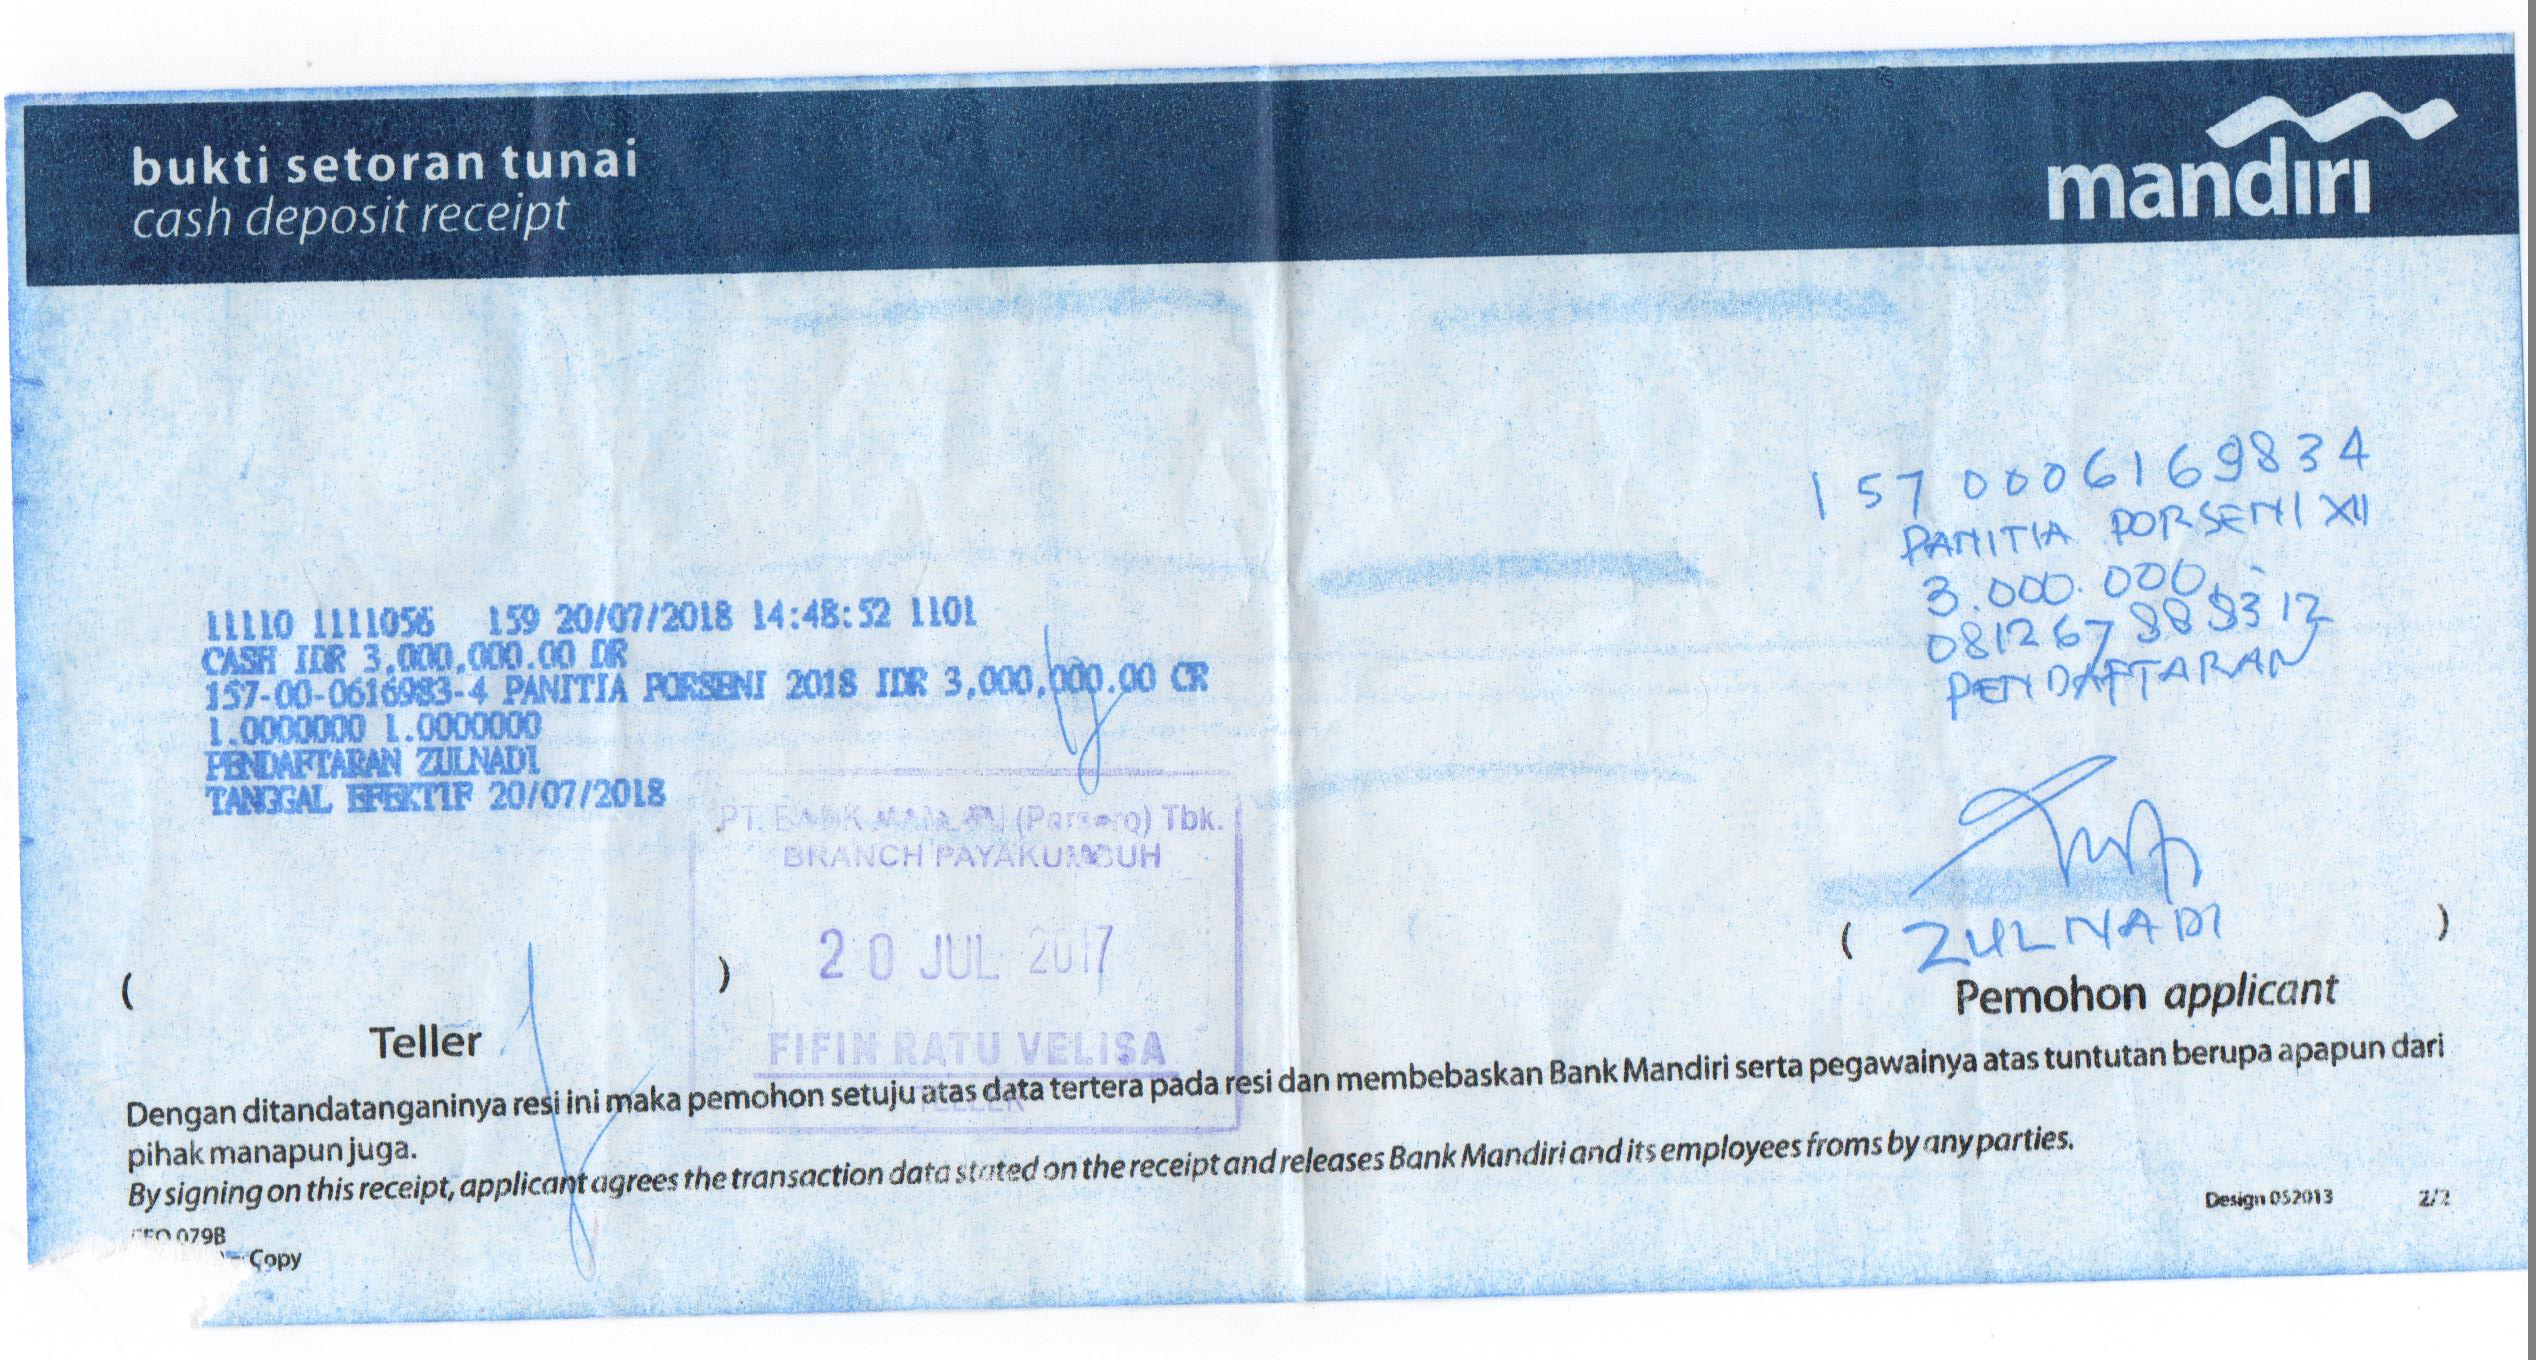 bukti setoran tunai
cash deposit receipt
mandiri
1570006169834
PANITIA PORSENI XII
3.000.000,-
081267888312
PENDAFTARAN
11110 1111056 159 20/07/2018 14:48:52 1101
CASH IDR 3,000,000.00 DR
157-00-0616983-4 PANITIA PORSENI 2018 IDR 3,000,000.00 CR
1.0000000 1.0000000
PENDAFTARAN ZULNADI
TANGGAL EFEKTIF 20/07/2018
PT. BANK MANDIRI (Persero) Tbk.
BRANCH PAYAKUMBUH
20 JUL 2017
FIFIN RATU VELISA
TELLER
( )
Teller
( ZULNADI )
Pemohon applicant
Dengan ditandatanganinya resi ini maka pemohon setuju atas data tertera pada resi dan membebaskan Bank Mandiri serta pegawainya atas tuntutan berupa apapun dari
pihak manapun juga.
By signing on this receipt, applicant agrees the transaction data stated on the receipt and releases Bank Mandiri and its employees froms by any parties.
Design 052013 2/2
079B
Copy